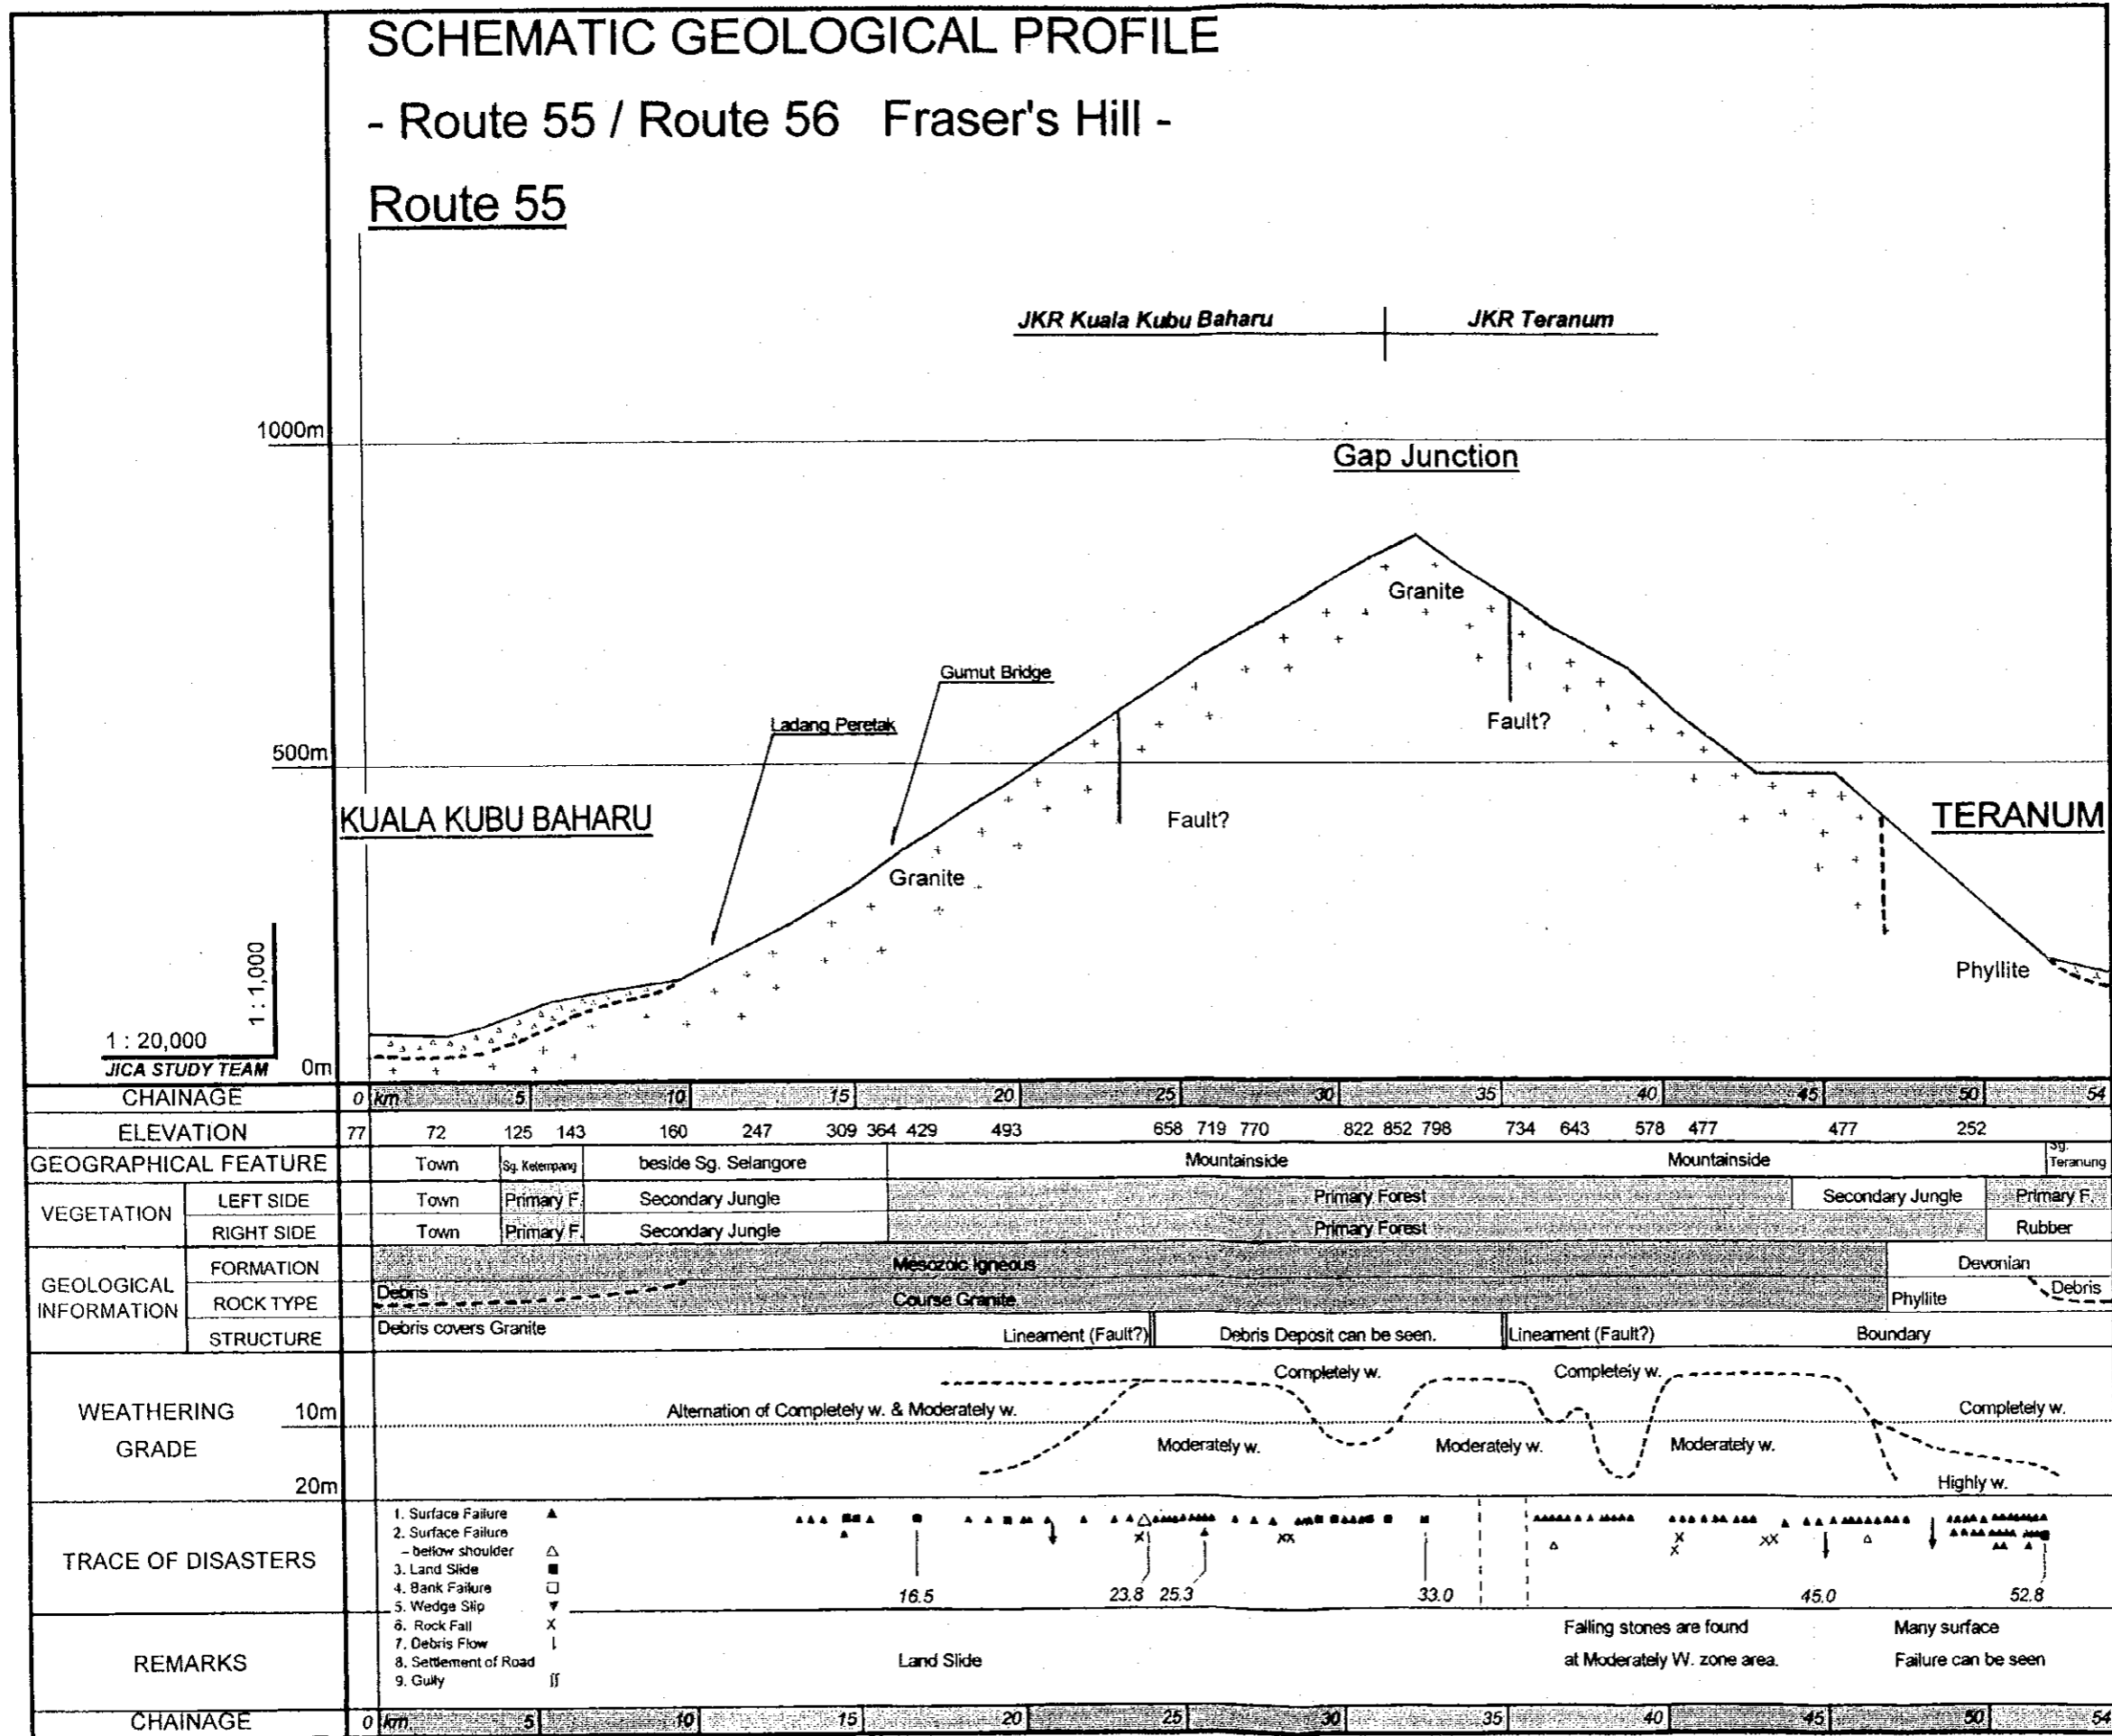 SCHEMATIC GEOLOGICAL PROFILE
- Route 55 / Route 56 Fraser's Hill -
Route 55
JKR Kuala Kubu Baharu JKR Teranum
1000m
Gap Junction
Granite
Gumut Bridge
Ladang Peretak
Fault?
500m
KUALA KUBU BAHARU
Fault?
TERANUM
Granite
Phyllite
1 : 1,000
1 : 20,000
JICA STUDY TEAM
0m
CHAINAGE 0 km 5 10 15 20 25 30 35 40 45 50 54
ELEVATION 77 72 125 143 160 247 309 364 429 493 658 719 770 822 852 798 734 643 578 477 477 252
GEOGRAPHICAL FEATURE Town Sg. Kelempang beside Sg. Selangore Mountainside Mountainside Sg. Teranung
VEGETATION
LEFT SIDE Town Primary F. Secondary Jungle Primary Forest Secondary Jungle Primary F.
RIGHT SIDE Town Primary F. Secondary Jungle Primary Forest Rubber
GEOLOGICAL INFORMATION
FORMATION Mesozoic Igneous Devonian
ROCK TYPE Debris Course Granite Phyllite Debris
STRUCTURE Debris covers Granite Lineament (Fault?) Debris Deposit can be seen. Lineament (Fault?) Boundary
WEATHERING GRADE
10m
20m
Completely w. Completely w.
Alternation of Completely w. & Moderately w. Completely w.
Moderately w. Moderately w. Moderately w.
Highly w.
TRACE OF DISASTERS
1. Surface Failure ▲
2. Surface Failure
- bellow shoulder △
3. Land Slide ■
4. Bank Failure □
5. Wedge Slip ▼
6. Rock Fall X
7. Debris Flow ↓
8. Settlement of Road
9. Gully ∬
16.5 23.8 25.3 33.0 45.0 52.8
REMARKS
Land Slide
Falling stones are found
at Moderately W. zone area.
Many surface
Failure can be seen
CHAINAGE 0 km 5 10 15 20 25 30 35 40 45 50 54